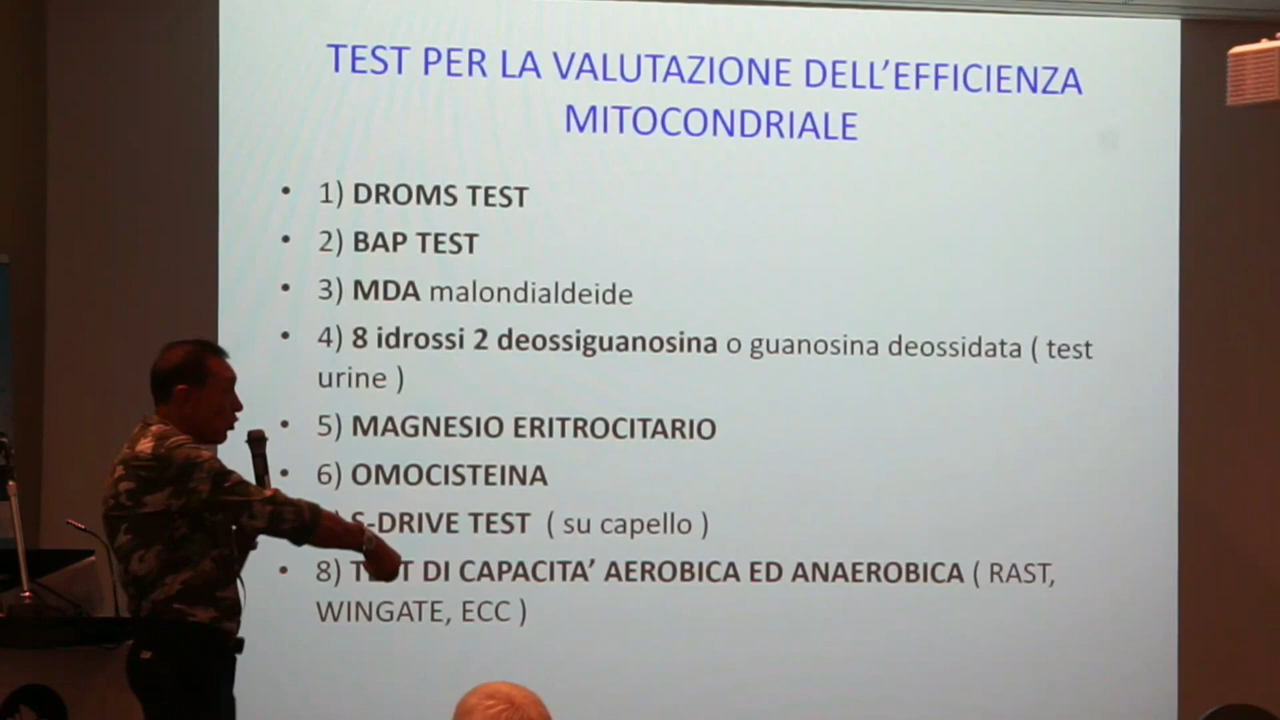 TEST PER LA VALUTAZIONE DELL'EFFICIENZA
MITOCONDRIALE
• 1) DROMS TEST
• 2) BAP TEST
• 3) MDA malondialdeide
• 4) 8 idrossi 2 deossiguanosina o guanosina deossidata ( test
urine )
• 5) MAGNESIO ERITROCITARIO
• 6) OMOCISTEINA
) S-DRIVE TEST ( su capello )
• 8) TEST DI CAPACITA' AEROBICA ED ANAEROBICA ( RAST,
WINGATE, ECC )